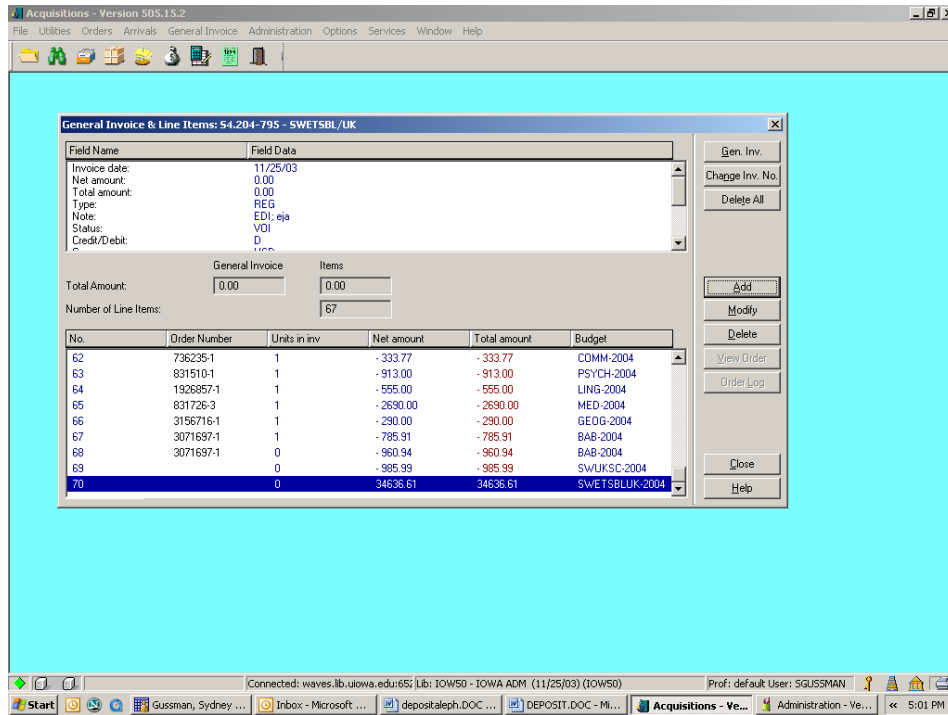 Acquisitions - Version 505.15.2
File Utilities Orders Arrivals General Invoice Administration Options Services Window Help
General Invoice & Line Items: S4.204-795 - SWETSBL/UK
Field Name Field Data
Invoice date: 11/25/03
Net amount: 0.00
Total amount: 0.00
Type: REG
Note: EDI; eja
Status: VOI
Credit/Debit: D
Gen. Inv.
Change Inv. No.
Delete All
General Invoice Items
Total Amount: 0.00 0.00
Number of Line Items: 67
Add
Modify
Delete
View Order
Order Log
Close
Help
No. Order Number Units in inv Net amount Total amount Budget
62 736235-1 1 - 333.77 - 333.77 COMM-2004
63 831510-1 1 - 913.00 - 913.00 PSYCH-2004
64 1926857-1 1 - 555.00 - 555.00 LING-2004
65 831726-3 1 - 2690.00 - 2690.00 MED-2004
66 3156716-1 1 - 290.00 - 290.00 GEOG-2004
67 3071697-1 1 - 785.91 - 785.91 BAB-2004
68 3071697-1 0 - 960.94 - 960.94 BAB-2004
69 0 - 985.99 - 985.99 SWUKSC-2004
70 0 34636.61 34636.61 SWETSBLUK-2004
Connected: waves.lib.uiowa.edu:652 Lib: IOW50 - IOWA ADM (11/25/03) (IOW50) Prof: default User: SGUSSMAN
Start Gussman, Sydney ... Inbox - Microsoft ... depositaleph.DOC ... DEPOSIT.DOC - Mi... Acquisitions - Ve... Administration - Ve... « 5:01 PM